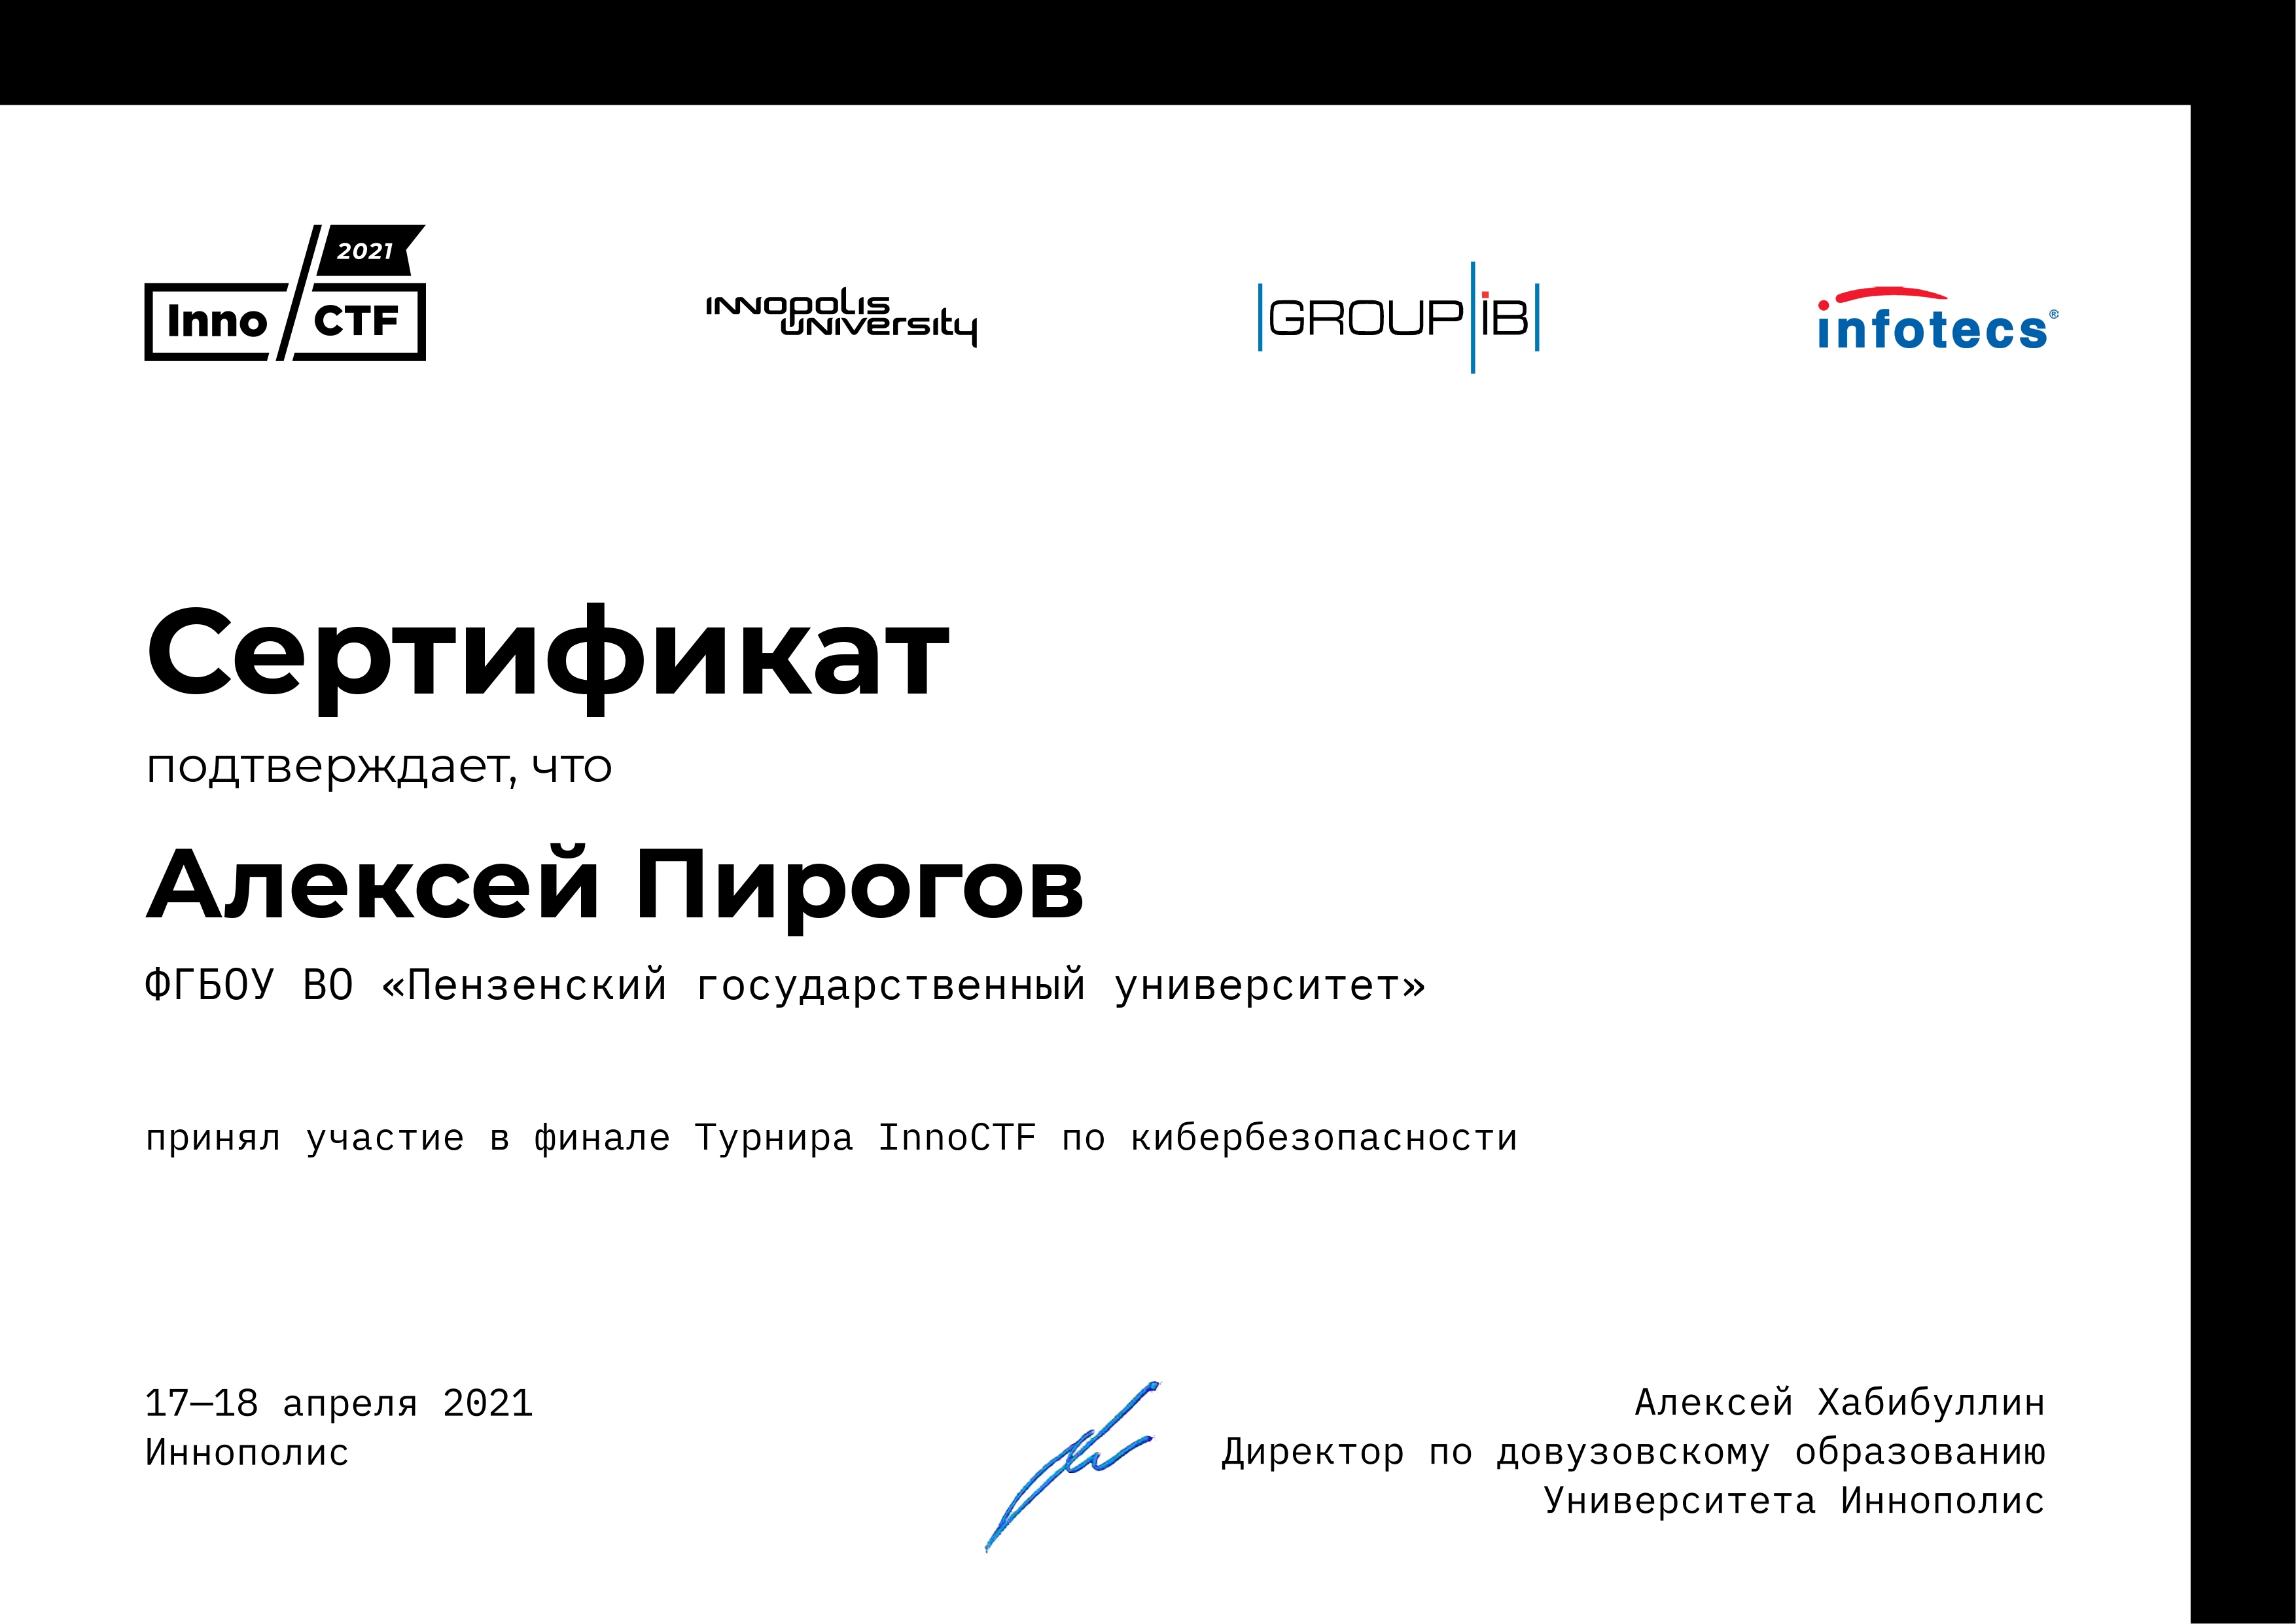 2021
Inno CTF
innopolis
university
GROUP iB
infotecs®
Сертификат
подтверждает, что
Алексей Пирогов
ФГБОУ ВО «Пензенский государственный университет»
принял участие в финале Турнира InnoCTF по кибербезопасности
17—18 апреля 2021
Иннополис
Алексей Хабибуллин
Директор по довузовскому образованию
Университета Иннополис